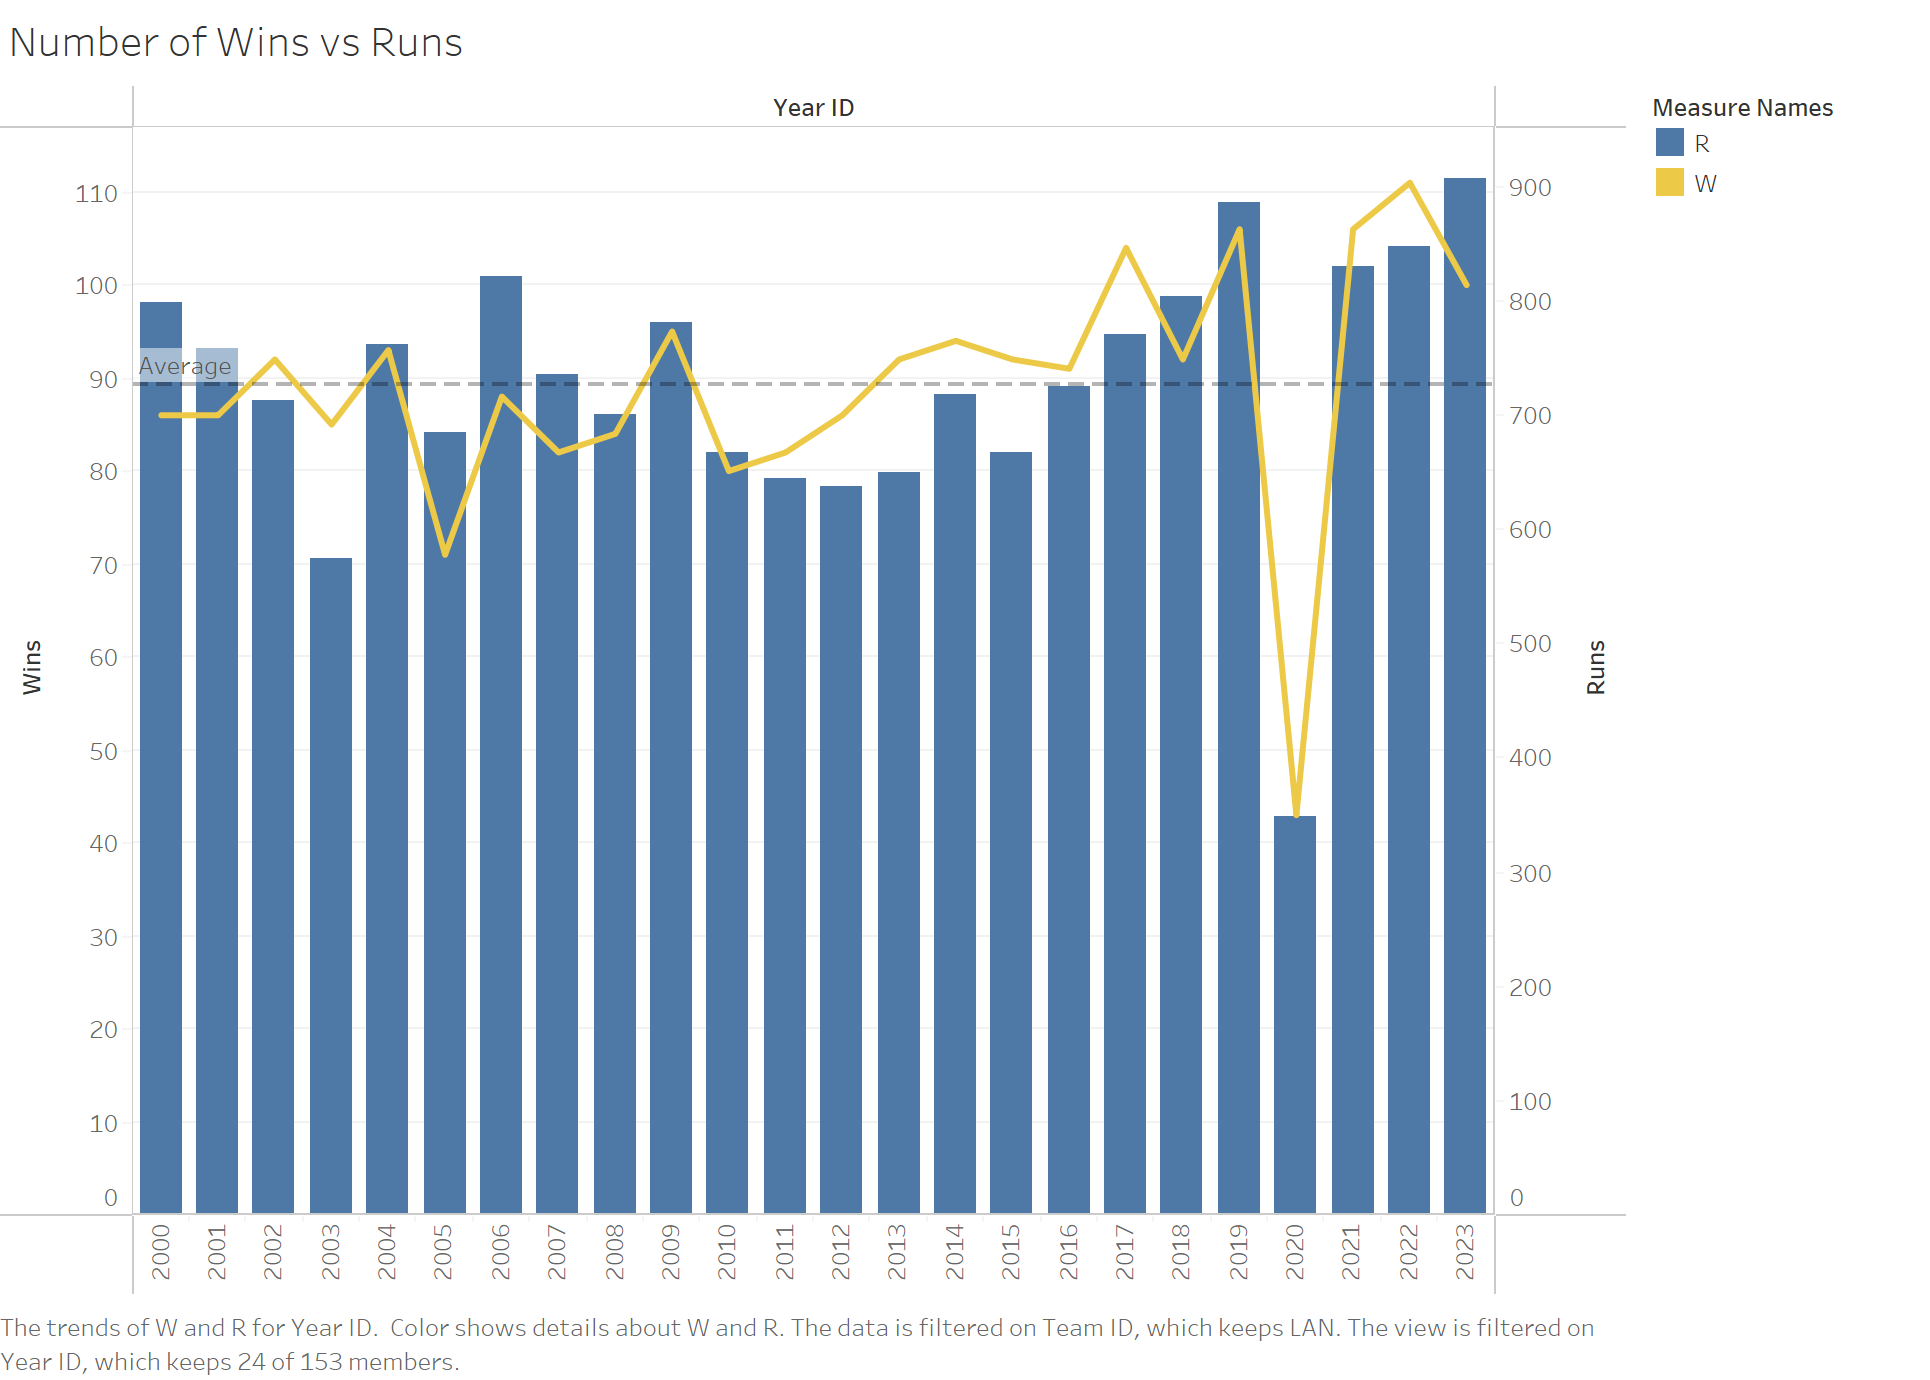 Number of Wins vs Runs
Year ID
Measure Names
R
W
Average
110
100
90
80
70
60
50
40
30
20
10
0
Wins
900
800
700
600
500
400
300
200
100
0
Runs
2000 2001 2002 2003 2004 2005 2006 2007 2008 2009 2010 2011 2012 2013 2014 2015 2016 2017 2018 2019 2020 2021 2022 2023
The trends of W and R for Year ID.  Color shows details about W and R. The data is filtered on Team ID, which keeps LAN. The view is filtered on
Year ID, which keeps 24 of 153 members.